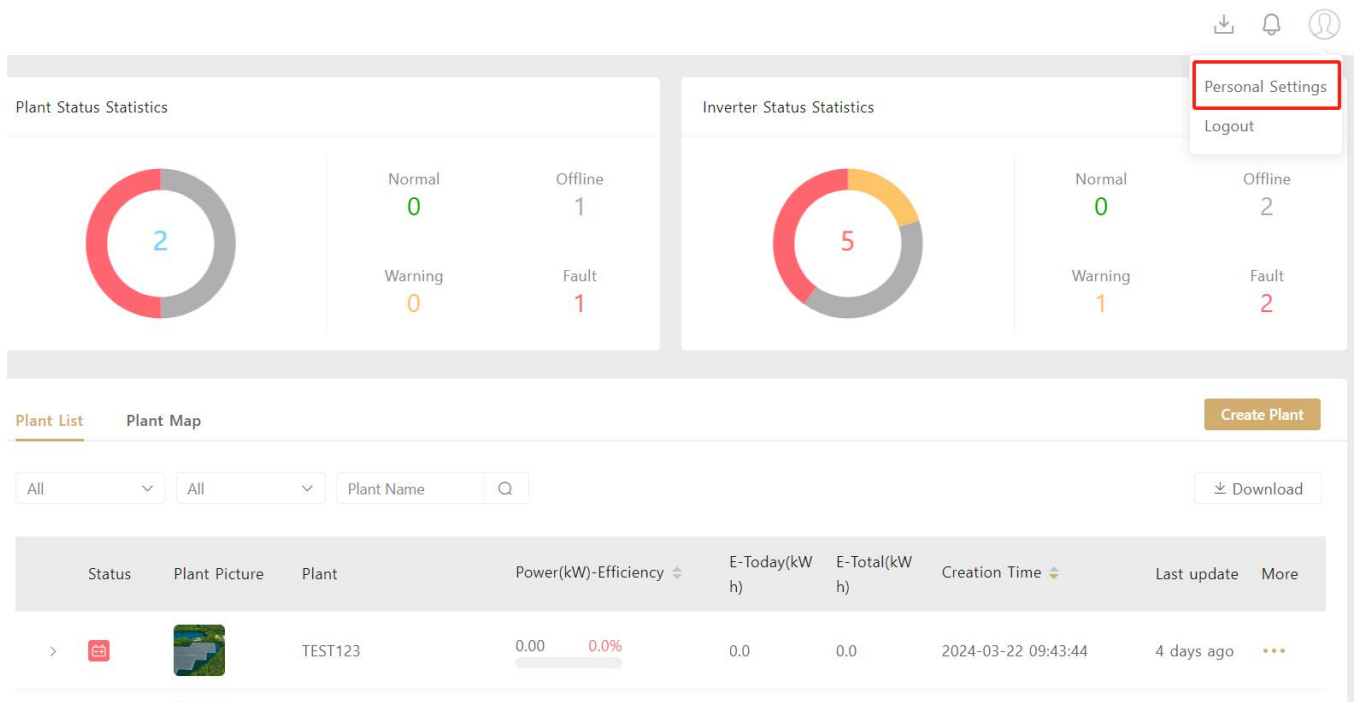 Personal Settings
Logout
Plant Status Statistics
2
Normal
0
Offline
1
Warning
0
Fault
1
Inverter Status Statistics
5
Normal
0
Offline
2
Warning
1
Fault
2
Plant List
Plant Map
Create Plant
All
All
Plant Name
Download
Status
Plant Picture
Plant
Power(kW)-Efficiency
E-Today(kW
h)
E-Total(kW
h)
Creation Time
Last update
More
TEST123
0.00
0.0%
0.0
0.0
2024-03-22 09:43:44
4 days ago